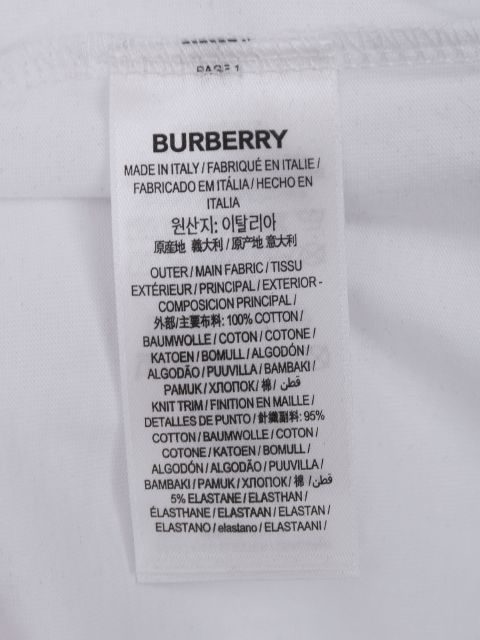 PAGE 1
BURBERRY
MADE IN ITALY / FABRIQUÉ EN ITALIE /
FABRICADO EM ITÁLIA / HECHO EN
ITALIA
원산지: 이탈리아
原産地 義大利 / 原产地 意大利
OUTER / MAIN FABRIC / TISSU
EXTÉRIEUR / PRINCIPAL / EXTERIOR -
COMPOSICION PRINCIPAL /
外部/主要布料: 100% COTTON /
BAUMWOLLE / COTON / COTONE /
KATOEN / BOMULL / ALGODÓN /
ALGODÃO / PUUVILLA / BAMBAKI /
PAMUK / ХЛОПОК / 棉 / قطن /
KNIT TRIM / FINITION EN MAILLE /
DETALLES DE PUNTO / 針織副料: 95%
COTTON / BAUMWOLLE / COTON /
COTONE / KATOEN / BOMULL /
ALGODÓN / ALGODÃO / PUUVILLA /
BAMBAKI / PAMUK / ХЛОПОК / 棉 / قطن /
5% ELASTANE / ELASTHAN /
ÉLASTHANE / ELASTAAN / ELASTAN /
ELASTANO / elastano / ELASTAANI /